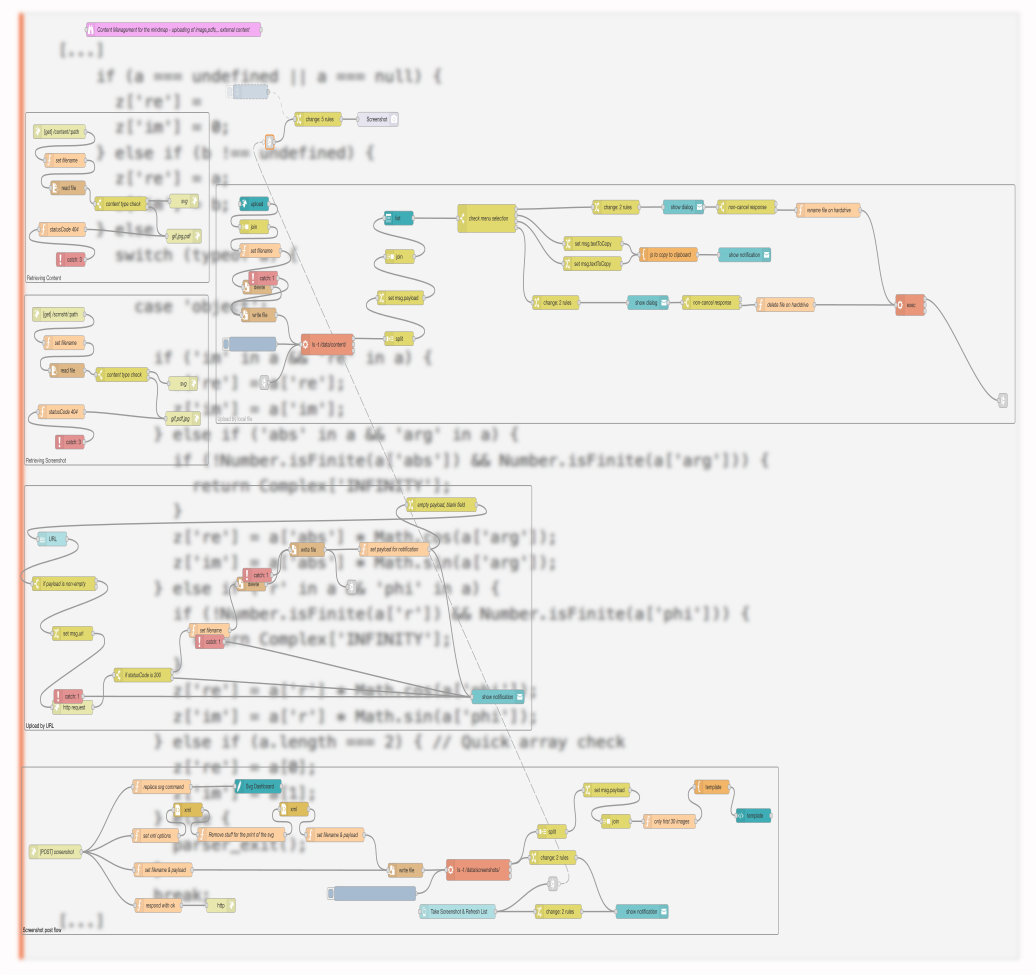 Content Management for the mindmap - uploading of image,pdfs... external content
[...]
if (a === undefined || a === null) {
z['re'] =
z['im'] = 0;
} else if (b !== undefined) {
z['re'] = a;
b;
} else
switch (typeof a) {
case 'object':
if ('im' in a && 're' in a) {
z['re'] = a['re'];
z['im'] = a['im'];
} else if ('abs' in a && 'arg' in a) {
if (!Number.isFinite(a['abs']) && Number.isFinite(a['arg'])) {
return Complex['INFINITY'];
}
z['re'] = a['abs'] * Math.cos(a['arg']);
z['im'] = a['abs'] * Math.sin(a['arg']);
} else if ('r' in a && 'phi' in a) {
if (!Number.isFinite(a['r']) && Number.isFinite(a['phi'])) {
return Complex['INFINITY'];
}
z['re'] = a['r'] * Math.cos(a['phi']);
z['im'] = a['r'] * Math.sin(a['phi']);
} else if (a.length === 2) { // Quick array check
z['re'] = a[0];
z['im'] = a[1];
} else {
parser_exit();
}
break;
[...]
change: 5 rules
Screenshot
[get] /content/:path
set filename
read file
content type check
svg
statusCode 404
gif,jpg,pdf
catch: 3
Retrieving Content
[get] /screenshot/:path
set filename
read file
content type check
svg
statusCode 404
gif,pdf,jpg
catch: 3
Retrieving Screenshot
upload
join
set filename
catch: 1
delete
write file
ls -t /data/content/
split
set msg.payload
join
list
check menu selection
change: 2 rules
show dialog
non-cancel response
rename file on harddrive
set msg.textToCopy
set msg.textToCopy
js to copy to clipboard
show notification
change: 2 rules
show dialog
non-cancel response
delete file on harddrive
exec
Upload by local file
empty payload, blank field
URL
if payload is non-empty
set msg.url
catch: 1
http request
if statusCode is 200
set filename
catch: 1
catch: 1
delete
write file
set payload for notification
show notification
Upload by URL
replace svg command
Svg Dashboard
xml
xml
set xml options
Remove stuff for the print of the svg
set filename & payload
[POST] /screenshot
set filename & payload
write file
ls -t /data/screenshots/
respond with ok
http
split
set msg.payload
join
only first 30 images
template
template
change: 2 rules
Take Screenshot & Refresh List
change: 2 rules
show notification
Screenshot post flow